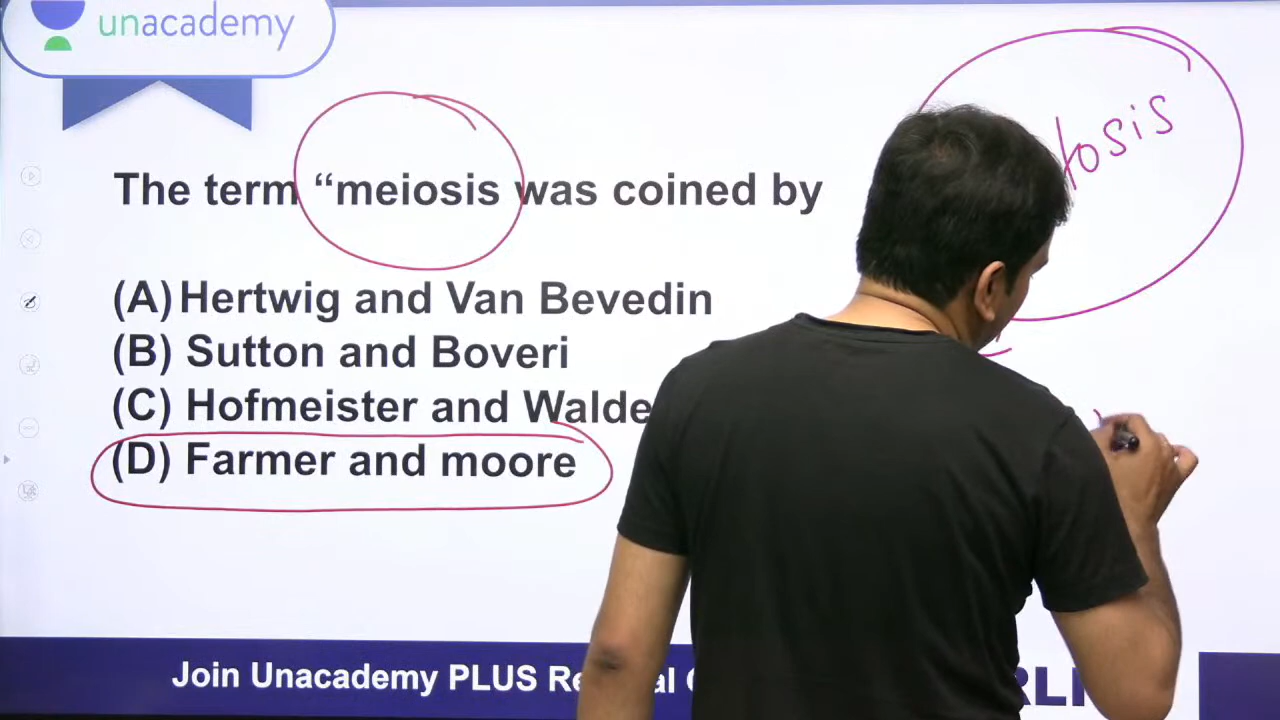 unacademy
tosis
The term “meiosis was coined by
(A) Hertwig and Van Bevedin
(B) Sutton and Boveri
(C) Hofmeister and Walde
(D) Farmer and moore
Join Unacademy PLUS